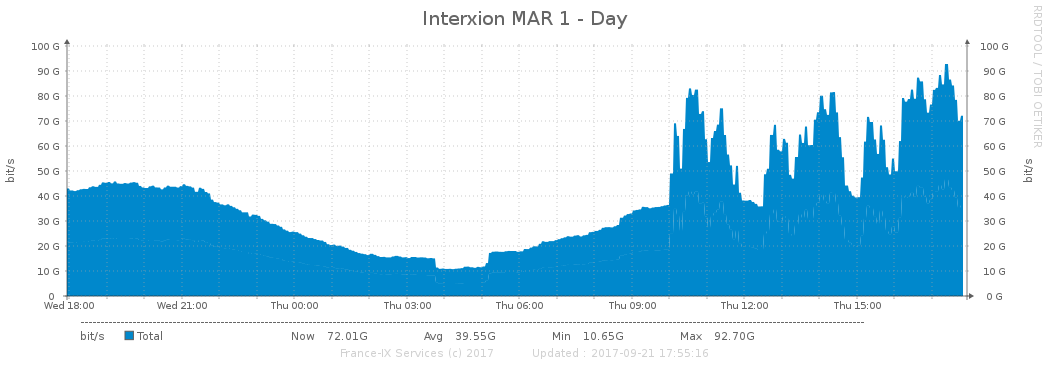 Interxion MAR 1 - Day
RRDTOOL / TOBI OETIKER
100 G 100 G
90 G 90 G
80 G 80 G
70 G 70 G
60 G 60 G
50 G 50 G
40 G 40 G
30 G 30 G
20 G 20 G
10 G 10 G
0 0 G
bit/s bit/s
Wed 18:00 Wed 21:00 Thu 00:00 Thu 03:00 Thu 06:00 Thu 09:00 Thu 12:00 Thu 15:00
bit/s Total Now 72.01G Avg 39.55G Min 10.65G Max 92.70G
France-IX Services (c) 2017 Updated : 2017-09-21 17:55:16